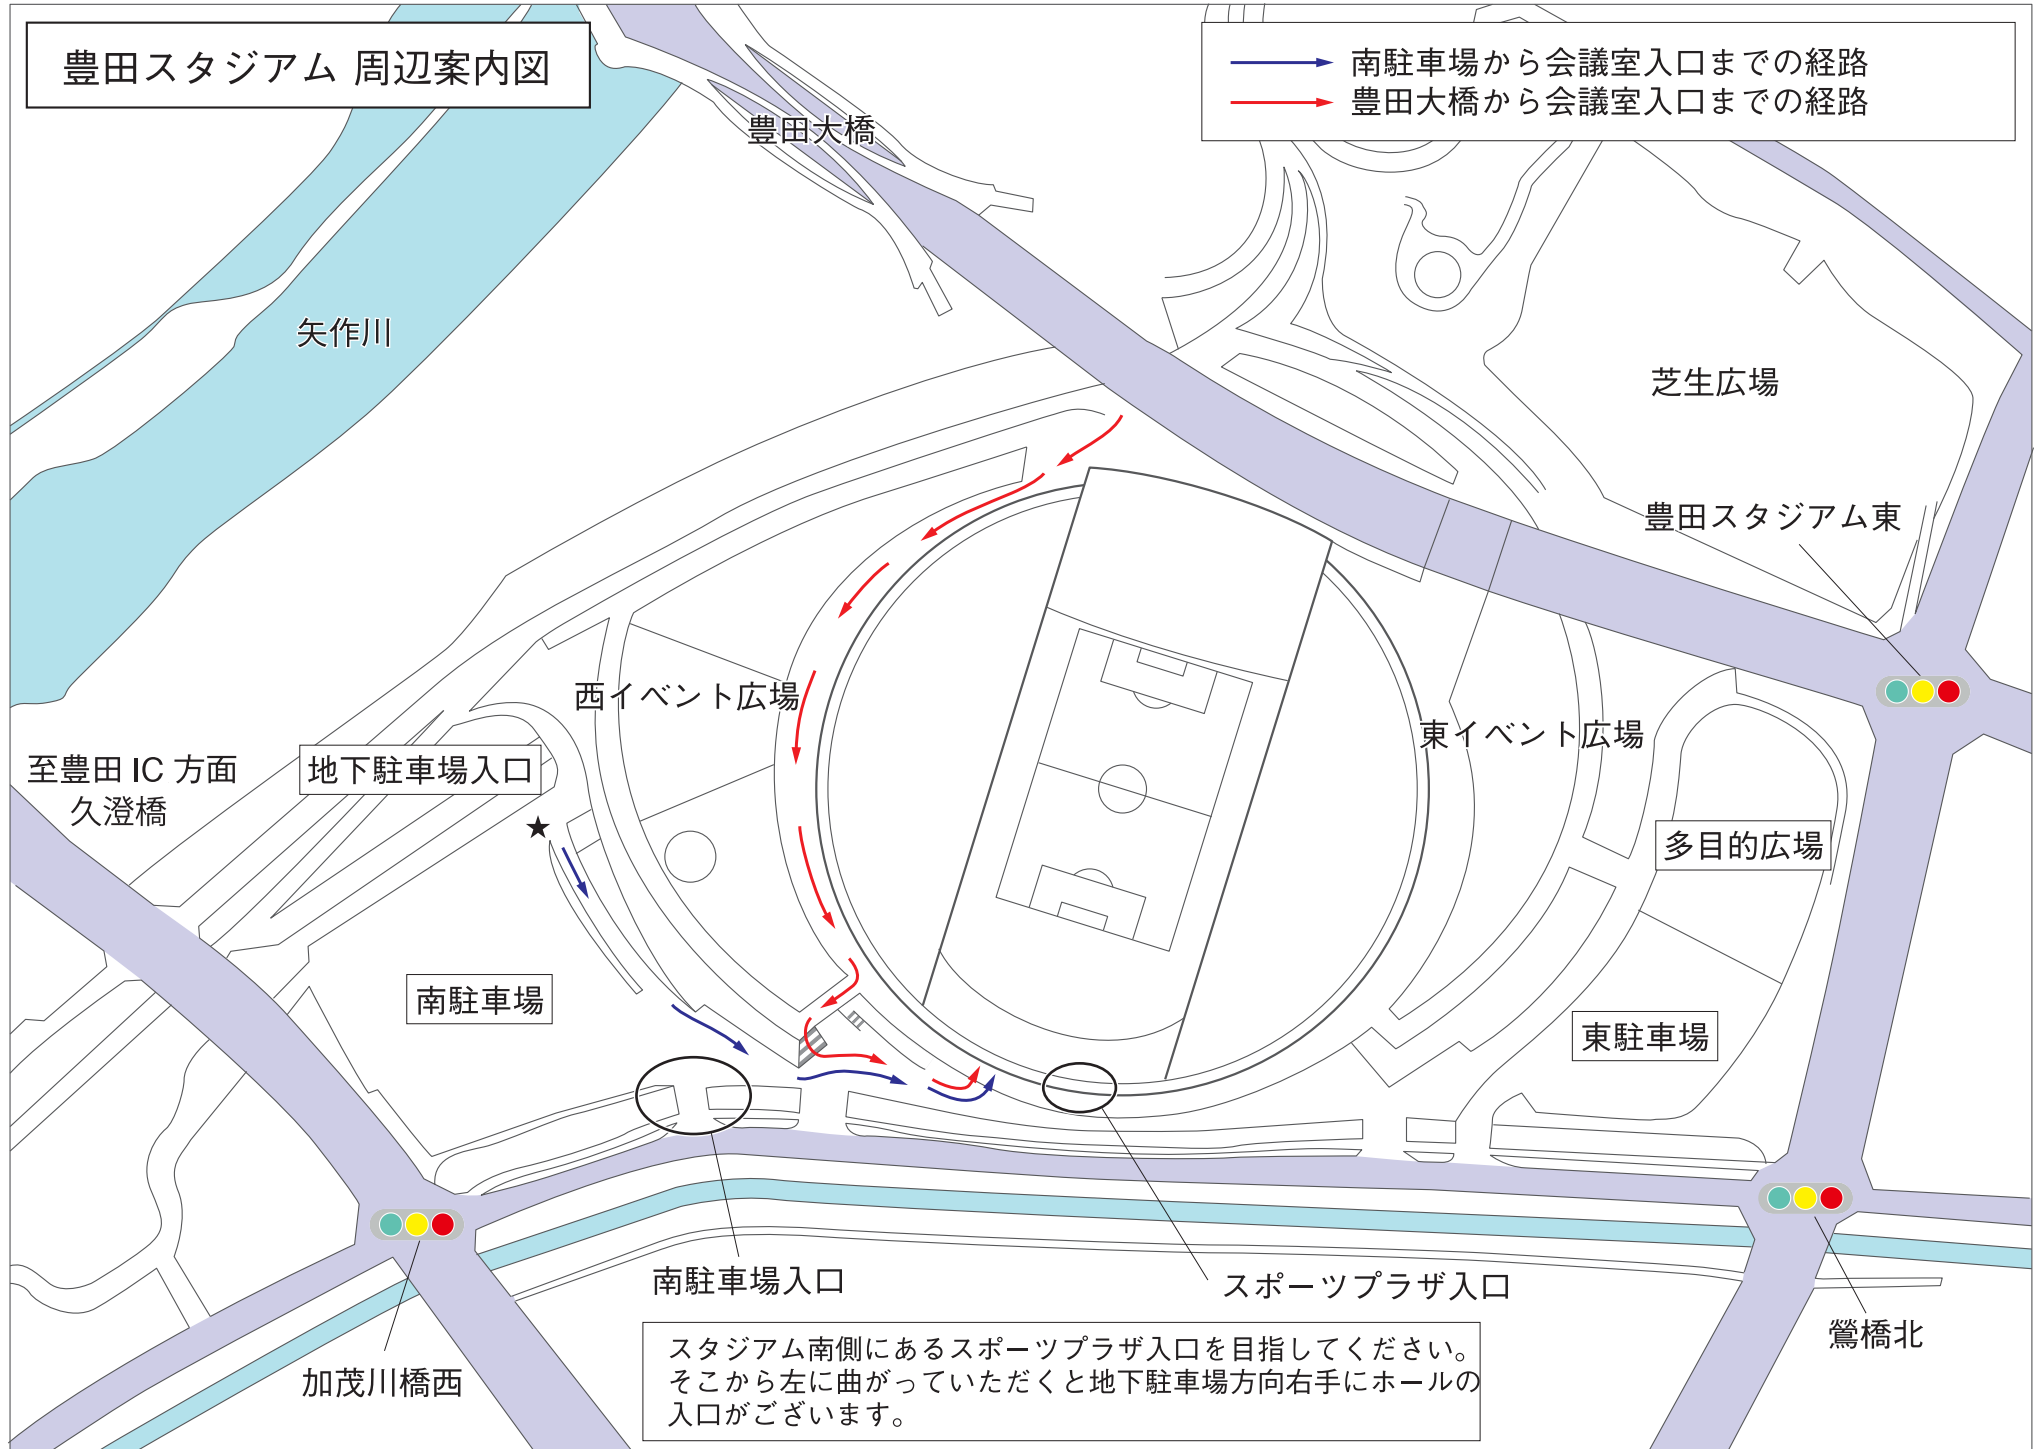 豊田スタジアム 周辺案内図
南駐車場から会議室入口までの経路
豊田大橋から会議室入口までの経路
豊田大橋
矢作川
芝生広場
豊田スタジアム東
西イベント広場
東イベント広場
至豊田 IC 方面
久澄橋
地下駐車場入口
★
多目的広場
南駐車場
東駐車場
南駐車場入口
スポーツプラザ入口
鶯橋北
加茂川橋西
スタジアム南側にあるスポーツプラザ入口を目指してください。
そこから左に曲がっていただくと地下駐車場方向右手にホールの
入口がございます。